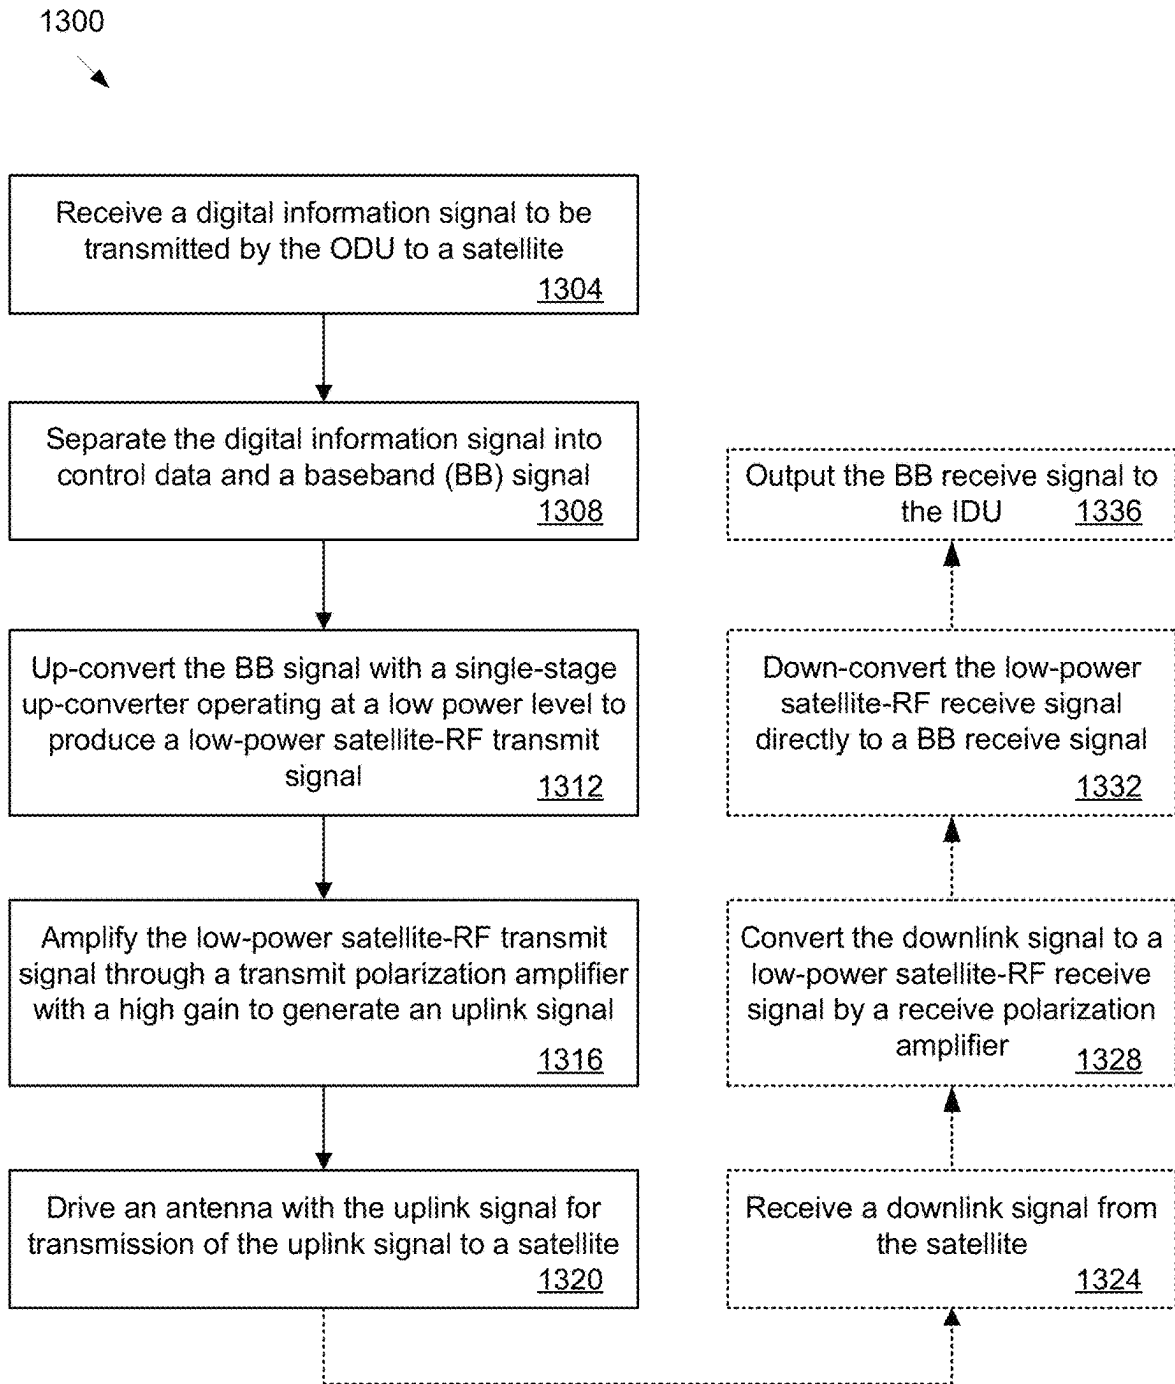 1300
Receive a digital information signal to be
transmitted by the ODU to a satellite
1304
Separate the digital information signal into
control data and a baseband (BB) signal
1308
Up-convert the BB signal with a single-stage
up-converter operating at a low power level to
produce a low-power satellite-RF transmit
signal
1312
Amplify the low-power satellite-RF transmit
signal through a transmit polarization amplifier
with a high gain to generate an uplink signal
1316
Drive an antenna with the uplink signal for
transmission of the uplink signal to a satellite
1320
Receive a downlink signal from
the satellite
1324
Convert the downlink signal to a
low-power satellite-RF receive
signal by a receive polarization
amplifier
1328
Down-convert the low-power
satellite-RF receive signal
directly to a BB receive signal
1332
Output the BB receive signal to
the IDU 1336